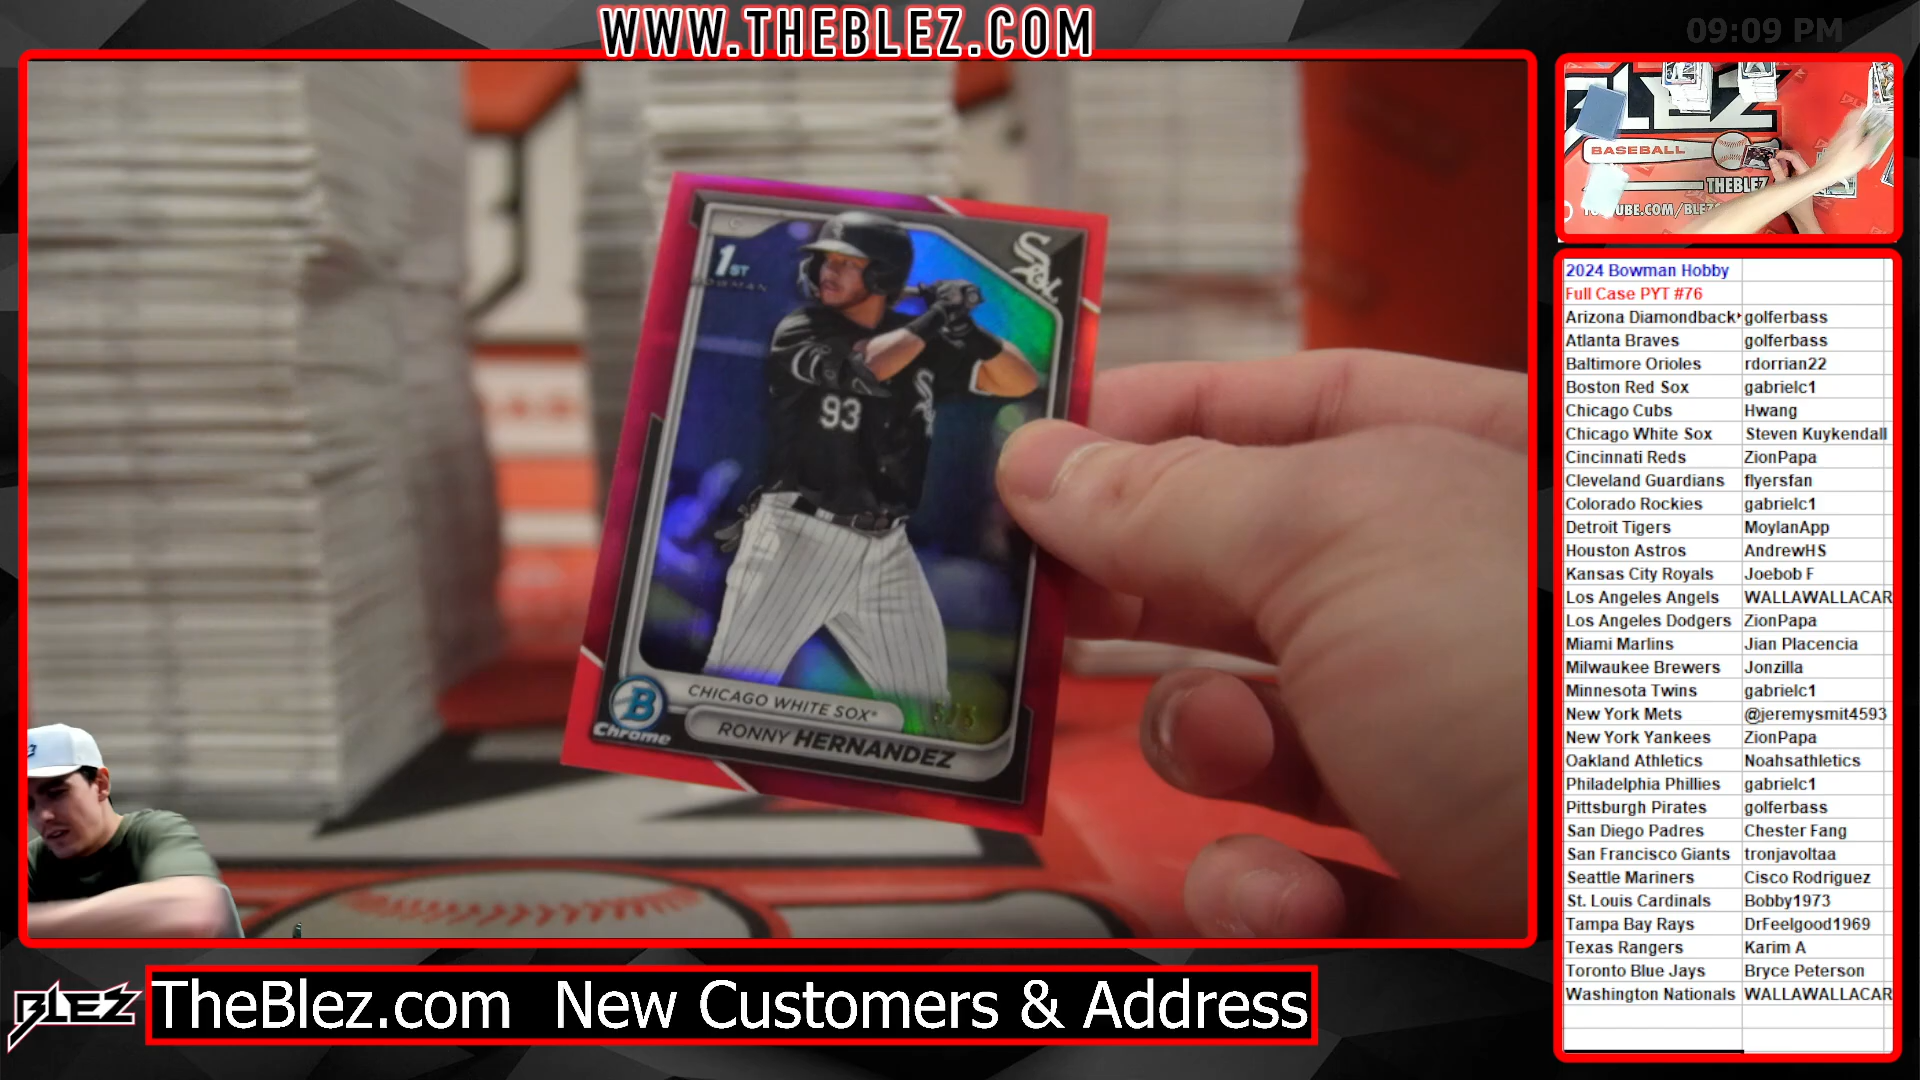 WWW.THEBLEZ.COM
09:09 PM
BLEZ
BASEBALL
THEBLEZ
1ST
BOWMAN
Sox
93
Sox
CHICAGO WHITE SOX
RONNY HERNANDEZ
B
Chrome
2024 Bowman Hobby
Full Case PYT #76
Arizona Diamondback golferbass
Atlanta Braves golferbass
Baltimore Orioles rdorrian22
Boston Red Sox gabrielc1
Chicago Cubs Hwang
Chicago White Sox Steven Kuykendall
Cincinnati Reds ZionPapa
Cleveland Guardians flyersfan
Colorado Rockies gabrielc1
Detroit Tigers MoylanApp
Houston Astros AndrewHS
Kansas City Royals Joebob F
Los Angeles Angels WALLAWALLACAR
Los Angeles Dodgers ZionPapa
Miami Marlins Jian Placencia
Milwaukee Brewers Jonzilla
Minnesota Twins gabrielc1
New York Mets @jeremysmit4593
New York Yankees ZionPapa
Oakland Athletics Noahsathletics
Philadelphia Phillies gabrielc1
Pittsburgh Pirates golferbass
San Diego Padres Chester Fang
San Francisco Giants tronjavoltaa
Seattle Mariners Cisco Rodriguez
St. Louis Cardinals Bobby1973
Tampa Bay Rays DrFeelgood1969
Texas Rangers Karim A
Toronto Blue Jays Bryce Peterson
Washington Nationals WALLAWALLACAR
BLEZ
TheBlez.com New Customers & Address